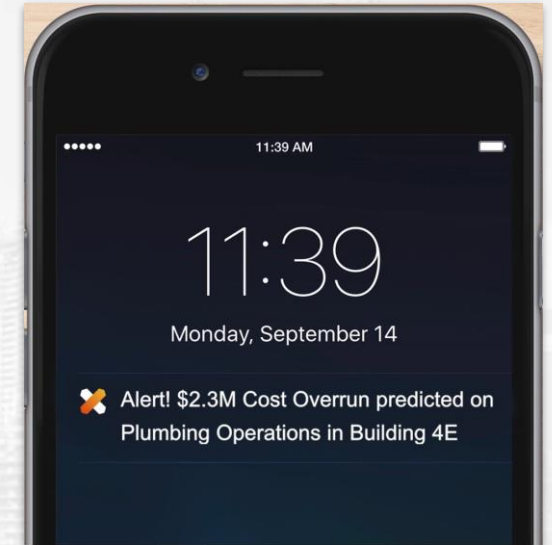 11:39 AM
11:39
Monday, September 14
Alert! $2.3M Cost Overrun predicted on
Plumbing Operations in Building 4E